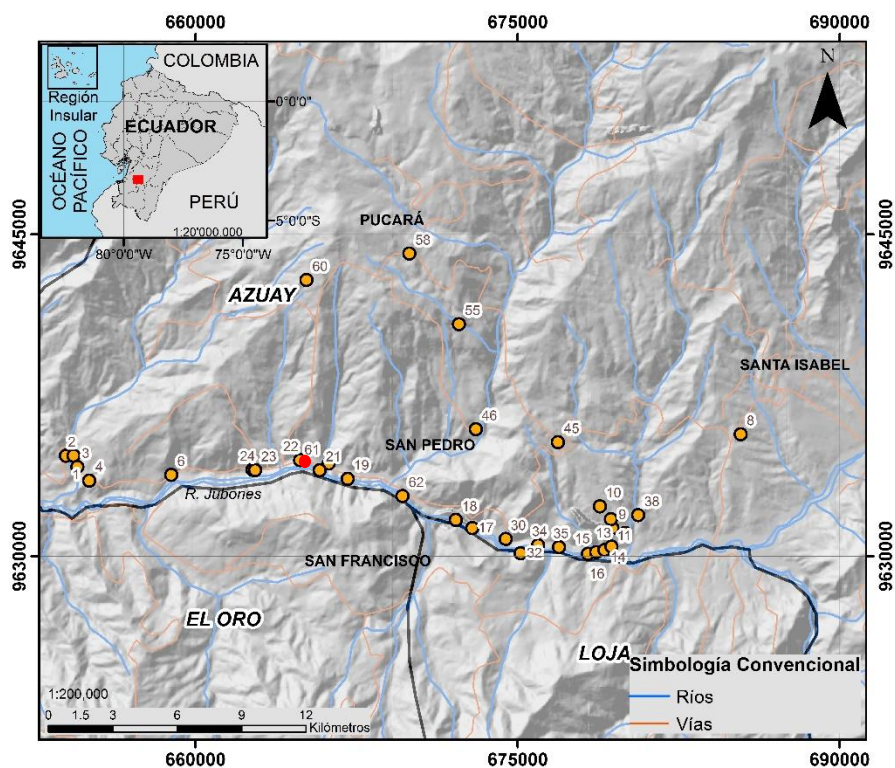 660000
675000
690000
COLOMBIA
Región
Insular
ECUADOR
OCÉANO
PACÍFICO
PERÚ
1:20'000.000
80°0'0"W
75°0'0"W
0°0'0"
5°0'0"S
N
9645000
9645000
PUCARÁ
58
60
AZUAY
55
SANTA ISABEL
46
SAN PEDRO
45
8
2
3
1
4
6
24
23
22
61
21
19
R. Jubones
62
18
17
10
9
38
30
34
35
32
15
13
11
14
16
9630000
9630000
SAN FRANCISCO
EL ORO
LOJA
Simbología Convencional
Ríos
Vías
1:200,000
0
1.5
3
6
9
12
Kilómetros
660000
675000
690000